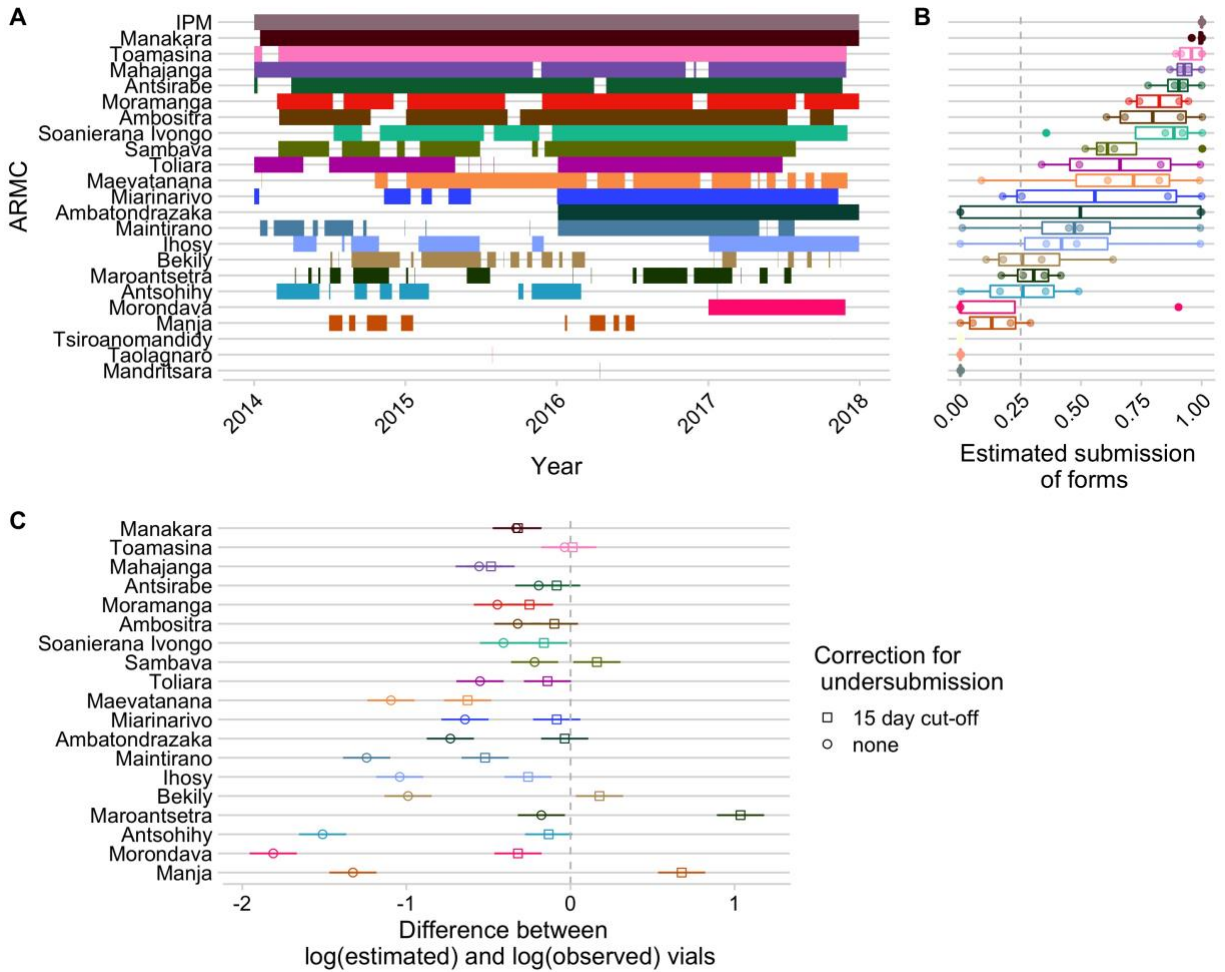 A
B
ARMC
IPM
Manakara
Toamasina
Mahajanga
Antsirabe
Moramanga
Ambositra
Soanierana Ivongo
Sambava
Toliara
Maevatanana
Miarinarivo
Ambatondrazaka
Maintirano
Ihosy
Bekily
Maroantsetra
Antsohihy
Morondava
Manja
Tsiroanomandidy
Taolagnaro
Mandritsara
2014
2015
2016
2017
2018
Year
0.00
0.25
0.50
0.75
1.00
Estimated submission
of forms
C
Manakara
Toamasina
Mahajanga
Antsirabe
Moramanga
Ambositra
Soanierana Ivongo
Sambava
Toliara
Maevatanana
Miarinarivo
Ambatondrazaka
Maintirano
Ihosy
Bekily
Maroantsetra
Antsohihy
Morondava
Manja
-2
-1
0
1
Difference between
log(estimated) and log(observed) vials
Correction for
undersubmission
15 day cut-off
none